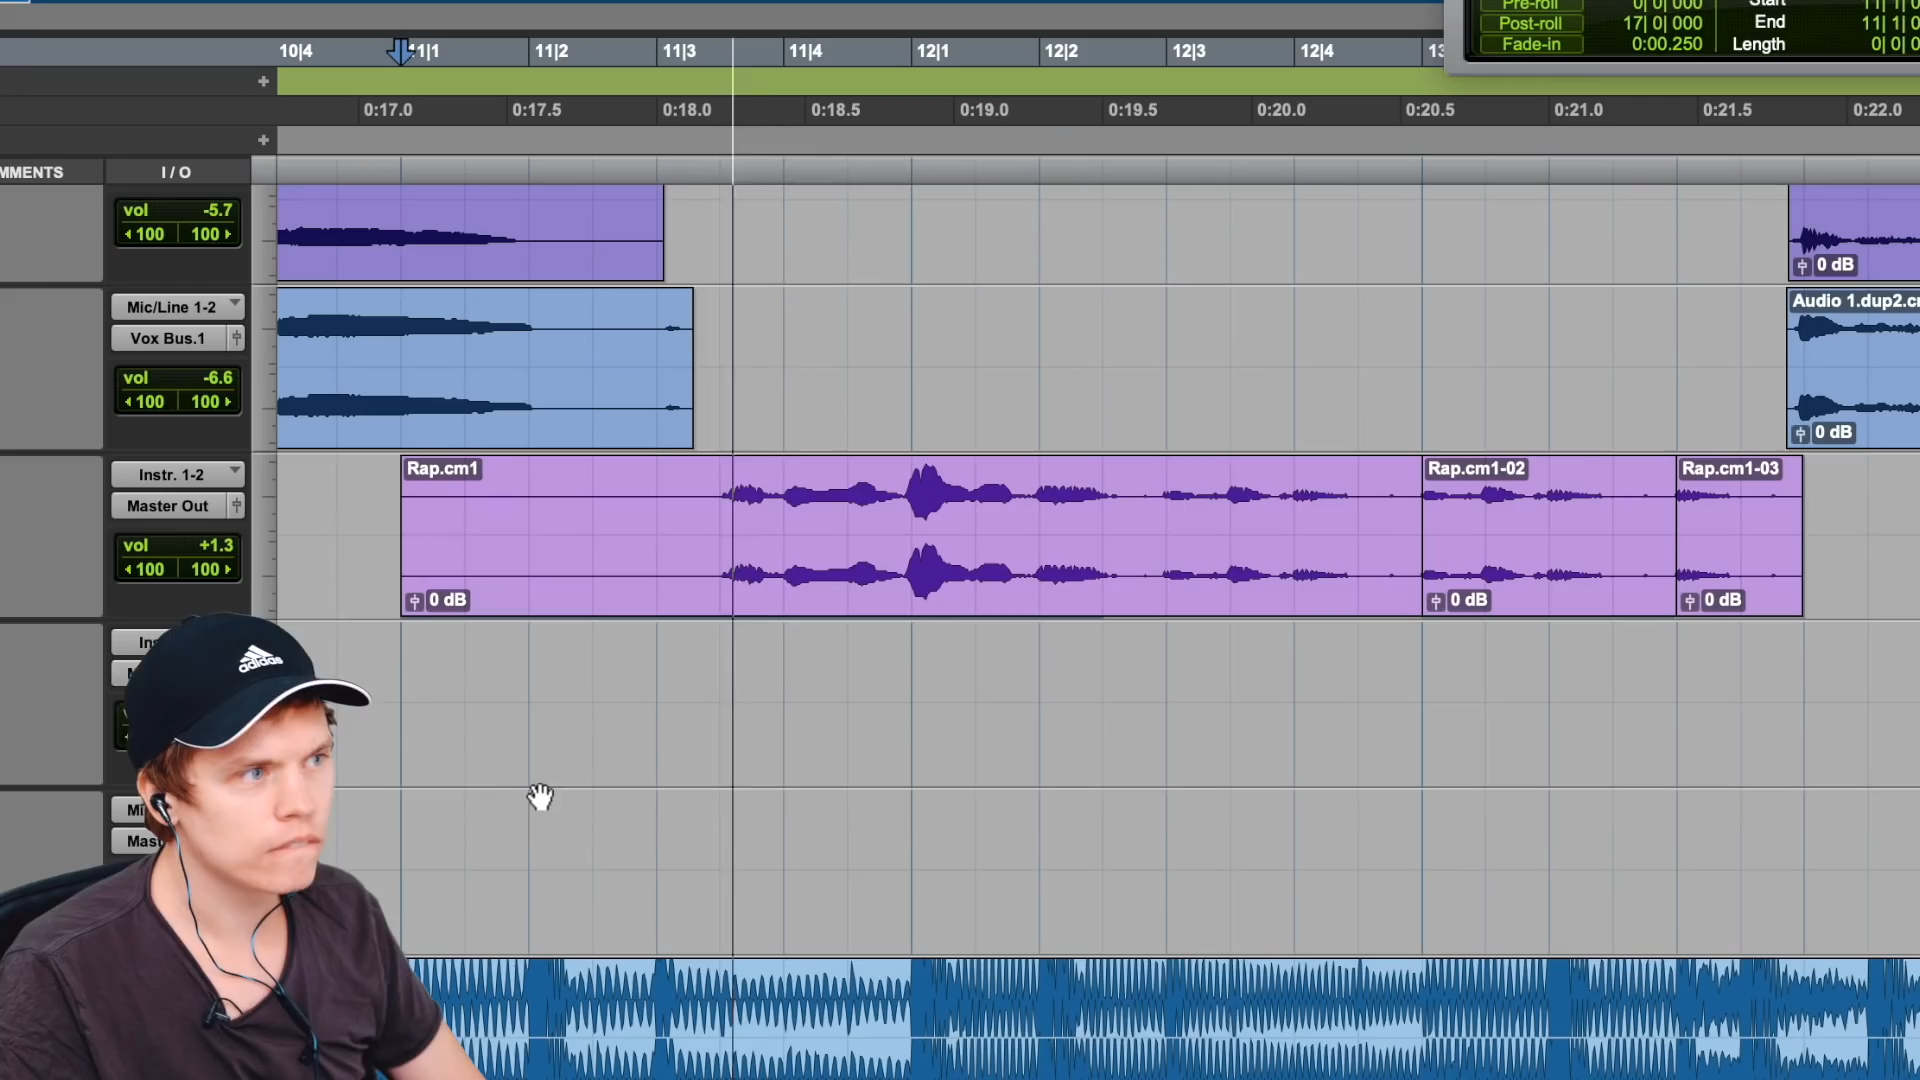 Pre-roll 0| 0| 000 Start 11| 1| 0
Post-roll 17| 0| 000 End 11| 1| 0
Fade-in 0:00.250 Length 0| 0| 0
10|4 11|1 11|2 11|3 11|4 12|1 12|2 12|3 12|4 13
+
0:17.0 0:17.5 0:18.0 0:18.5 0:19.0 0:19.5 0:20.0 0:20.5 0:21.0 0:21.5 0:22.0
+
MMENTS I / O
vol -5.7
100 100
0 dB
Mic/Line 1-2
Audio 1.dup2.c
Vox Bus.1
vol -6.6
100 100
0 dB
Instr. 1-2
Rap.cm1 Rap.cm1-02 Rap.cm1-03
Master Out
vol +1.3
100 100
0 dB 0 dB 0 dB
Ins
adidas
Mi
Mast